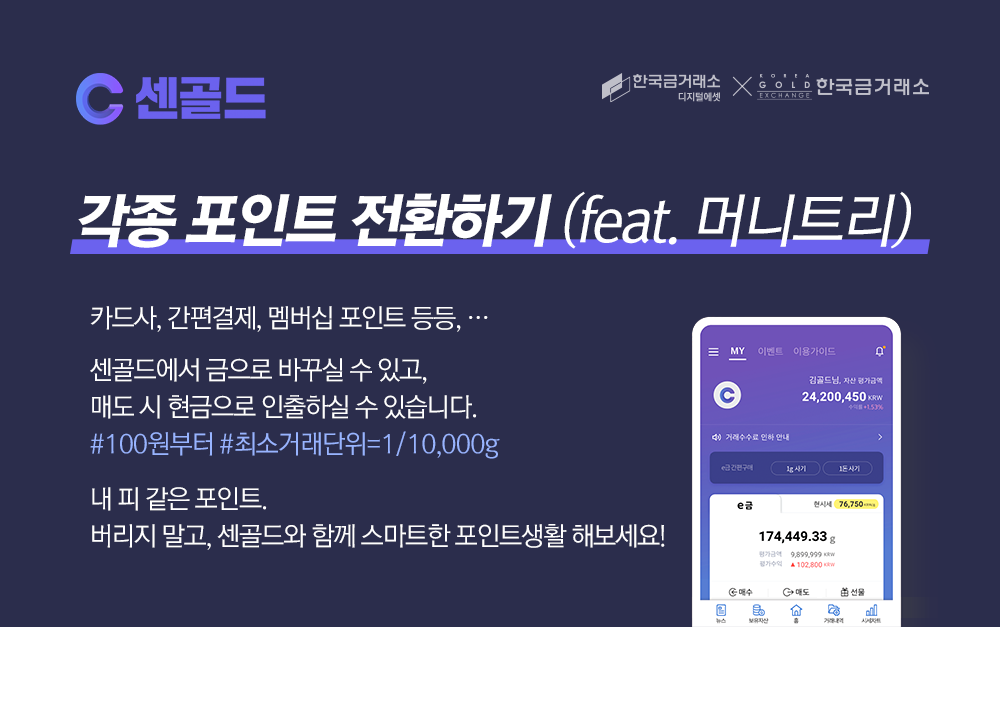 센골드
한국금거래소
디지털에셋
KOREA
GOLD
EXCHANGE
한국금거래소
각종 포인트 전환하기 (feat. 머니트리)
카드사, 간편결제, 멤버십 포인트 등등, …
센골드에서 금으로 바꾸실 수 있고,
매도 시 현금으로 인출하실 수 있습니다.
#100원부터 #최소거래단위=1/10,000g
내 피 같은 포인트.
버리지 말고, 센골드와 함께 스마트한 포인트생활 해보세요!
MY 이벤트 이용가이드
김골드님, 자산 평가금액
24,200,450 KRW
수익률 +1.53%
거래수수료 인하 안내
e금 간편구매 1g 사기 1돈 사기
e금 현시세 76,750 KRW/g
174,449.33 g
평가금액 9,899,999 KRW
평가수익 ▲102,800 KRW
매수 매도 선물
뉴스 보유자산 홈 거래내역 시세차트